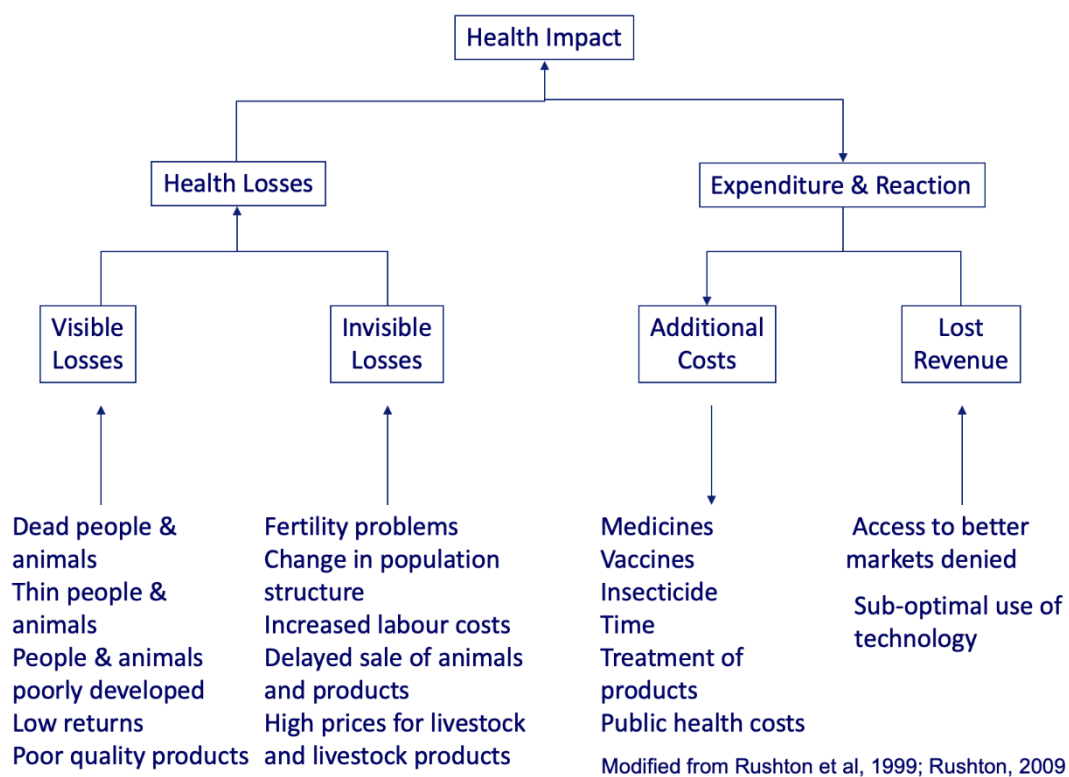 Health Impact
Health Losses
Expenditure & Reaction
Visible
Losses
Invisible
Losses
Additional
Costs
Lost
Revenue
Dead people &
animals
Thin people &
animals
People & animals
poorly developed
Low returns
Poor quality products
Fertility problems
Change in population
structure
Increased labour costs
Delayed sale of animals
and products
High prices for livestock
and livestock products
Medicines
Vaccines
Insecticide
Time
Treatment of
products
Public health costs
Access to better
markets denied
Sub-optimal use of
technology
Modified from Rushton et al, 1999; Rushton, 2009